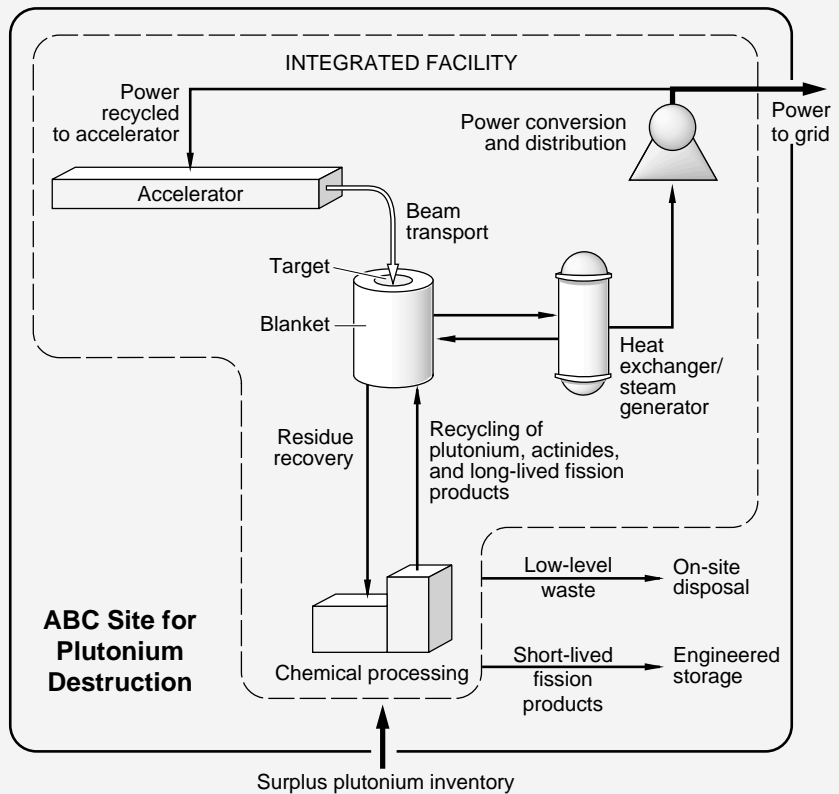 INTEGRATED FACILITY
Power
recycled
to accelerator
Power conversion
and distribution
Power
to grid
Accelerator
Beam
transport
Target
Blanket
Heat
exchanger/
steam
generator
Residue
recovery
Recycling of
plutonium, actinides,
and long-lived fission
products
Low-level
waste
On-site
disposal
ABC Site for
Plutonium
Destruction
Chemical processing
Short-lived
fission
products
Engineered
storage
Surplus plutonium inventory